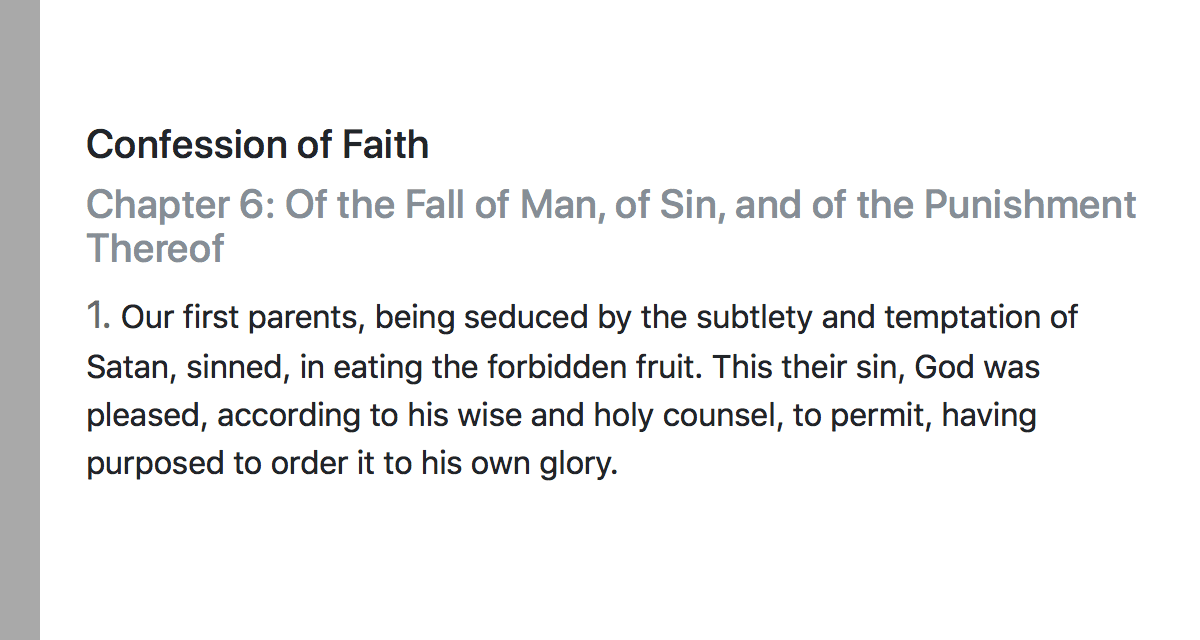 Confession of Faith
Chapter 6: Of the Fall of Man, of Sin, and of the Punishment
Thereof
1. Our first parents, being seduced by the subtlety and temptation of
Satan, sinned, in eating the forbidden fruit. This their sin, God was
pleased, according to his wise and holy counsel, to permit, having
purposed to order it to his own glory.